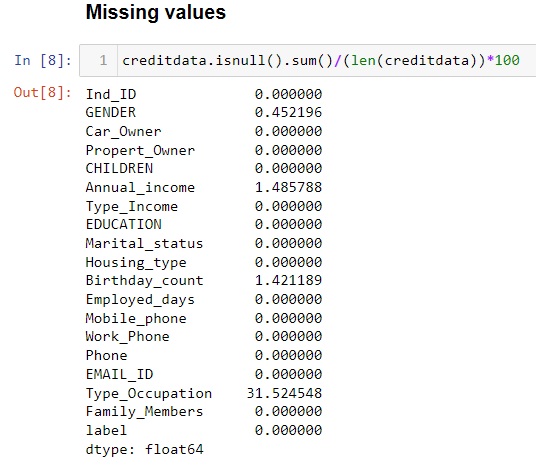 Missing values
In [8]: 1 creditdata.isnull().sum()/(len(creditdata))*100
Out[8]: Ind_ID 0.000000
GENDER 0.452196
Car_Owner 0.000000
Propert_Owner 0.000000
CHILDREN 0.000000
Annual_income 1.485788
Type_Income 0.000000
EDUCATION 0.000000
Marital_status 0.000000
Housing_type 0.000000
Birthday_count 1.421189
Employed_days 0.000000
Mobile_phone 0.000000
Work_Phone 0.000000
Phone 0.000000
EMAIL_ID 0.000000
Type_Occupation 31.524548
Family_Members 0.000000
label 0.000000
dtype: float64